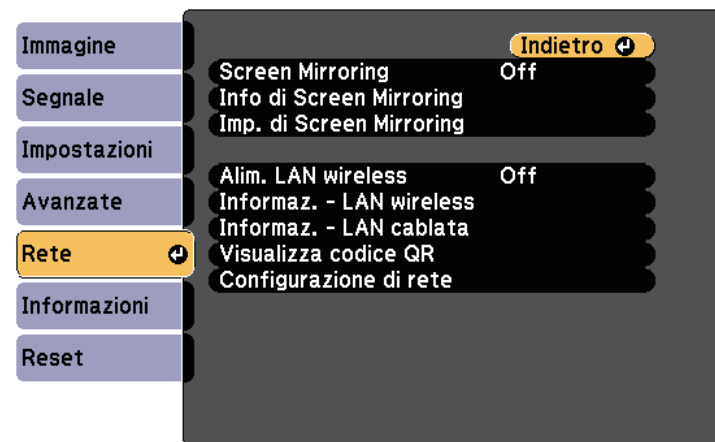 Immagine
Segnale
Impostazioni
Avanzate
Rete
Informazioni
Reset
Indietro
Screen Mirroring Off
Info di Screen Mirroring
Imp. di Screen Mirroring
Alim. LAN wireless Off
Informaz. - LAN wireless
Informaz. - LAN cablata
Visualizza codice QR
Configurazione di rete